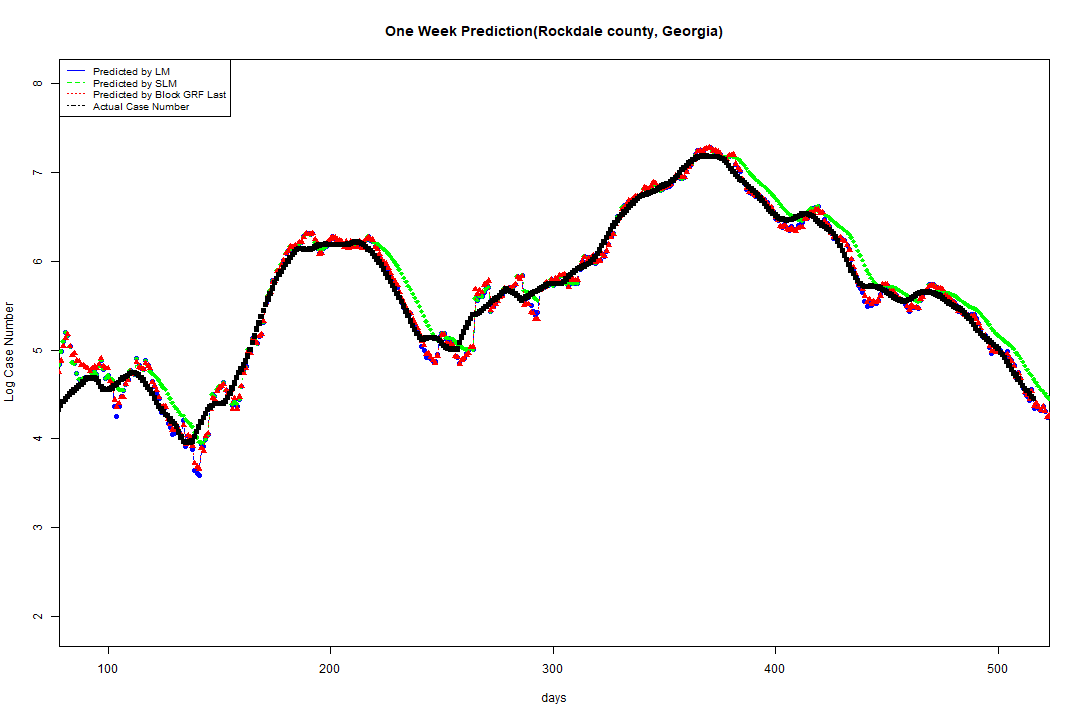 One Week Prediction(Rockdale county, Georgia)
Predicted by LM
Predicted by SLM
Predicted by Block GRF Last
Actual Case Number
8
7
6
5
4
3
2
Log Case Number
100 200 300 400 500
days